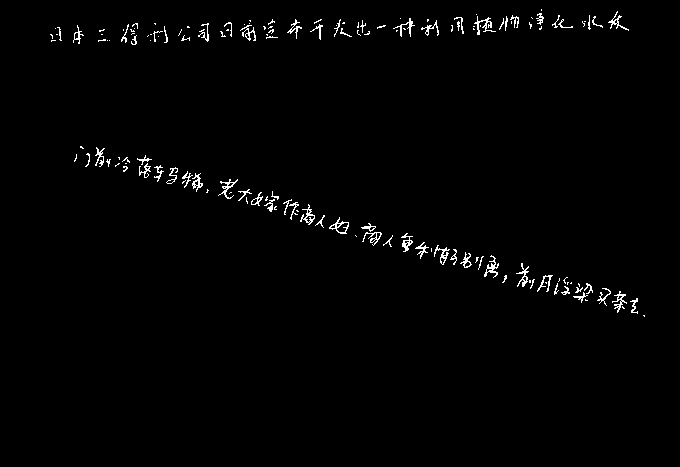 日本三得利公司日前宣布开发出一种利用植物净化水质
门前冷落车马稀，老大嫁作商人妇、商人重利轻别离，前月浮梁买茶去.